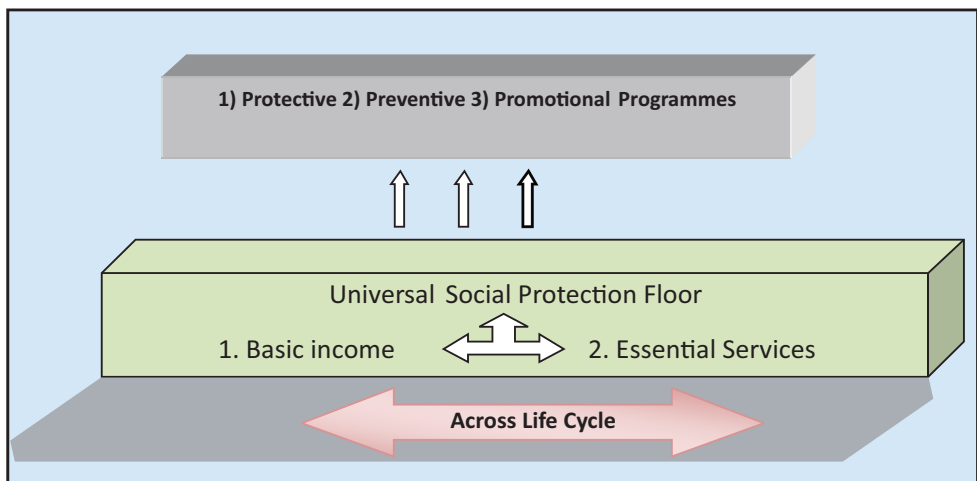 1) Protective 2) Preventive 3) Promotional Programmes
Universal Social Protection Floor
1. Basic income 2. Essential Services
Across Life Cycle